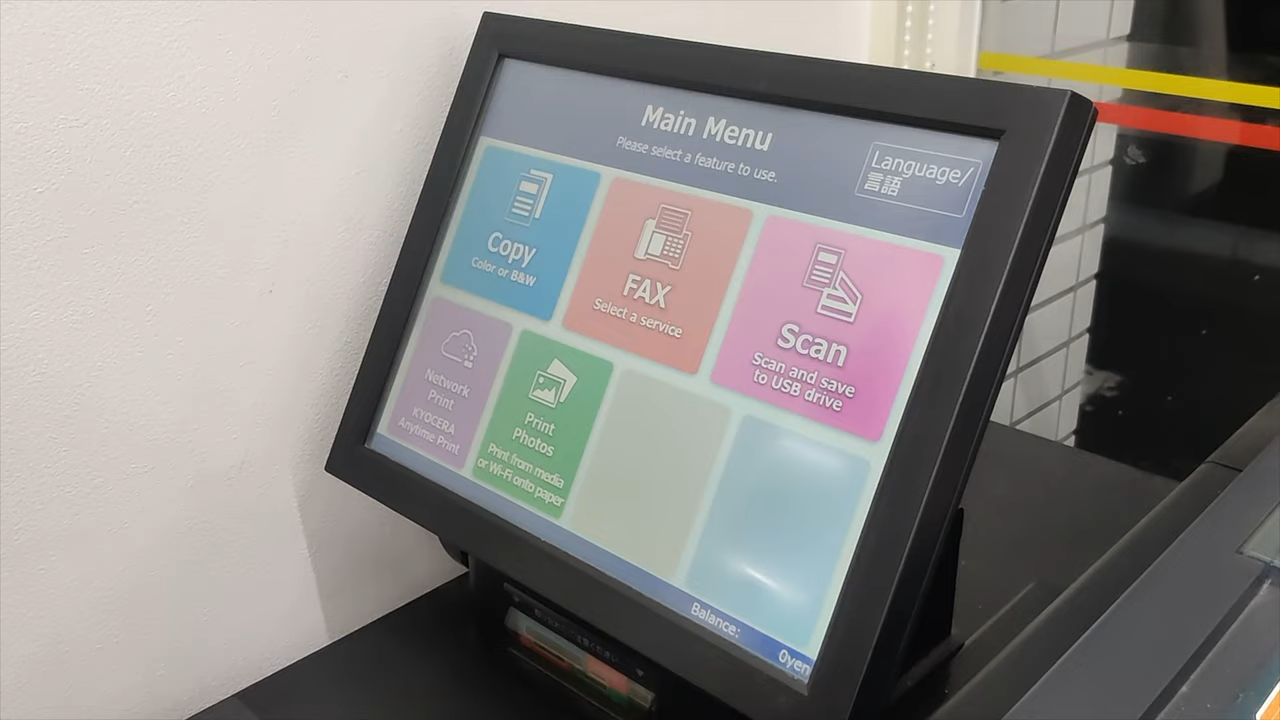 Main Menu
Please select a feature to use.
Language/
言語
Copy
Color or B&W
FAX
Select a service
Scan
Scan and save
to USB drive
Network
Print
KYOCERA
Anytime Print
Print
Photos
Print from media
or Wi-Fi onto paper
Balance:
0yen